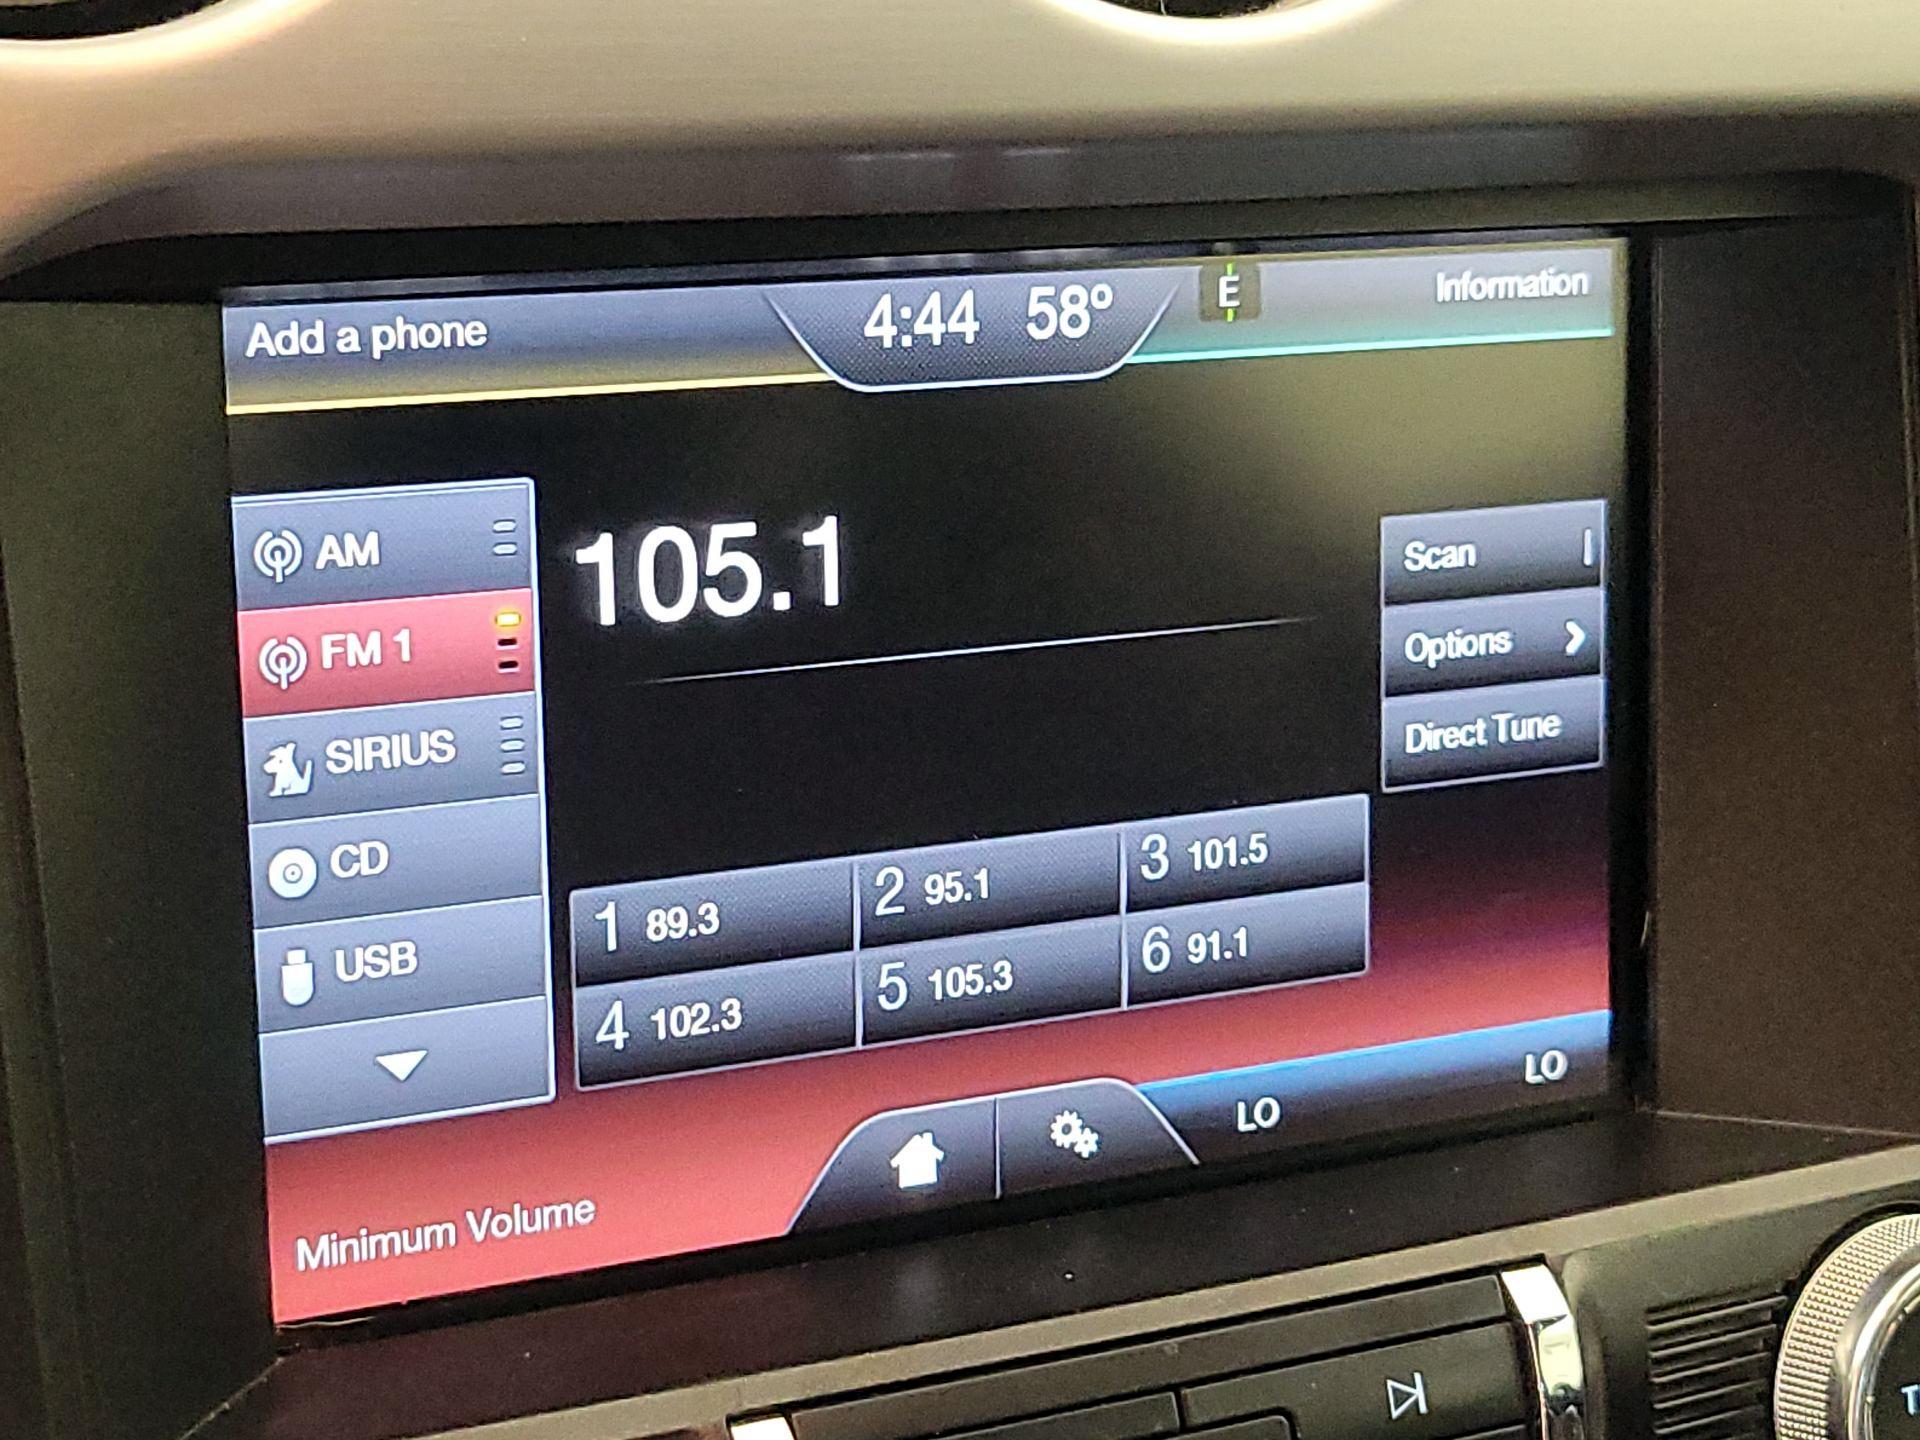 Add a phone
4:44 58°
E
Information
AM
FM 1
SIRIUS
CD
USB
105.1
Scan
Options
Direct Tune
1 89.3
2 95.1
3 101.5
4 102.3
5 105.3
6 91.1
Minimum Volume
LO
LO